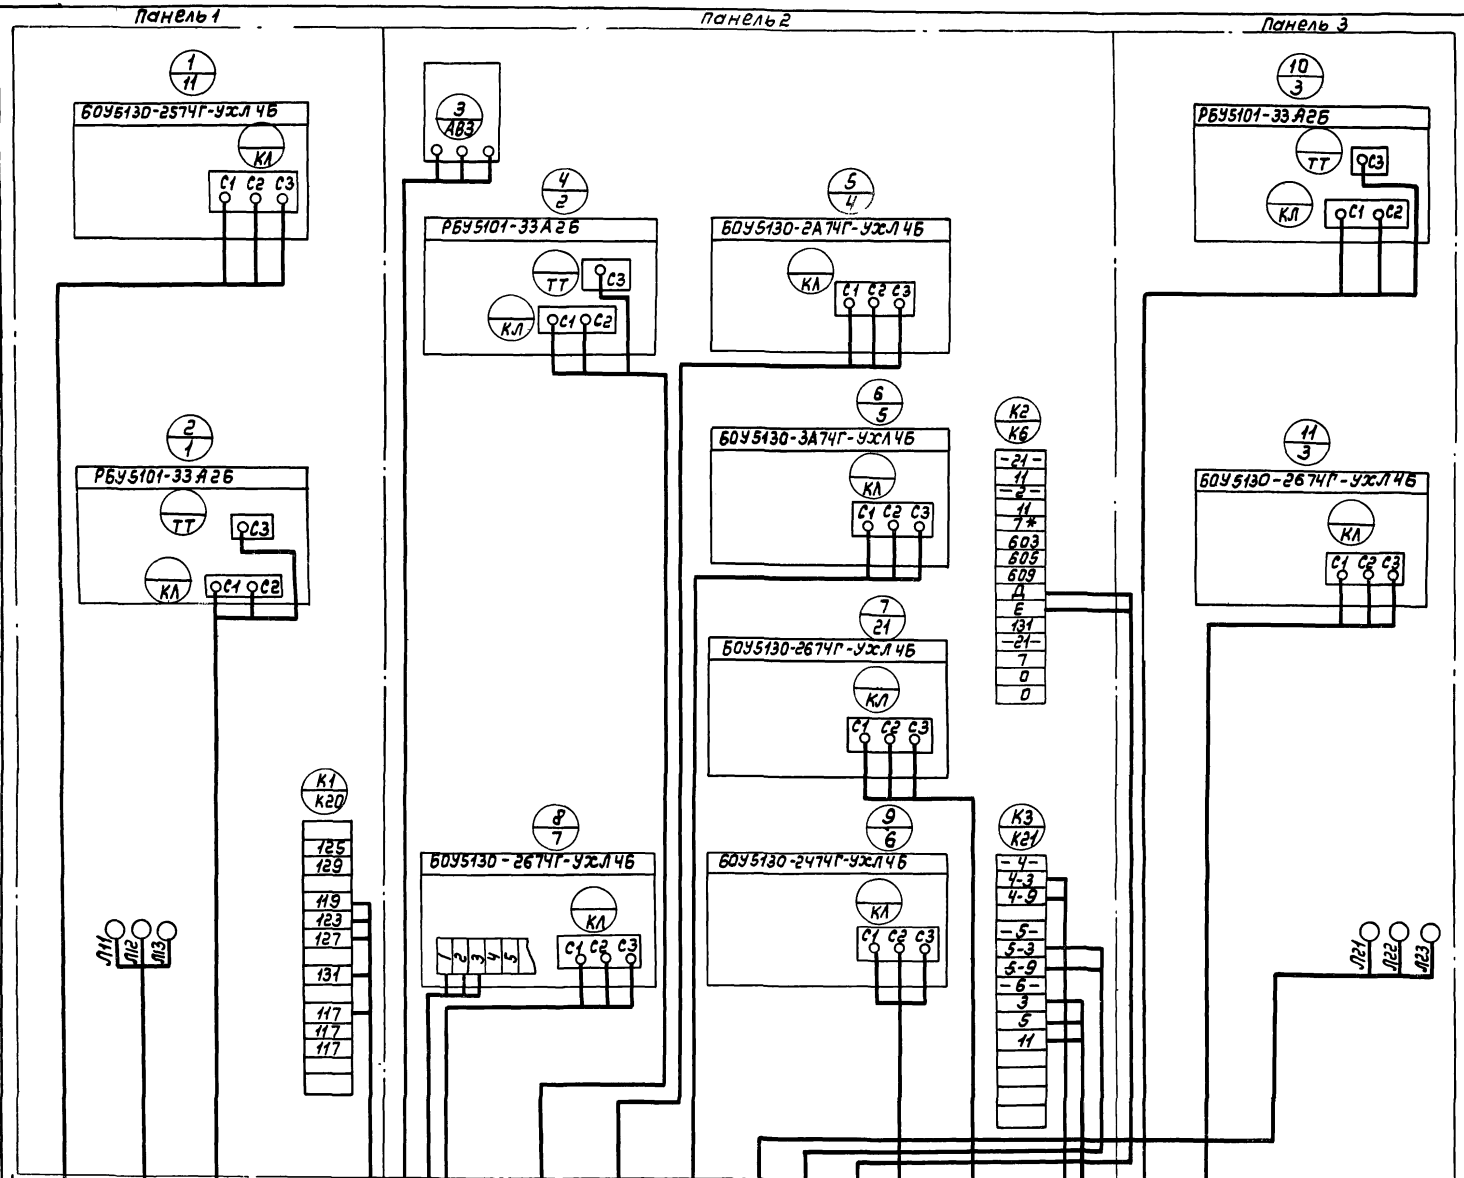 Панель 1
Панель 2
Панель 3
1
11
БОУ5130-2574Г-УХЛ4Б
КЛ
С1 С2 С3
2
1
РБУ5101-33А2Б
ТТ
С3
КЛ
С1 С2
К1
К20
125
129
119
123
127
131
117
117
117
Л11
Л12
Л13
3
АВ3
4
2
РБУ5101-33А2Б
ТТ
С3
КЛ
С1 С2
5
4
БОУ5130-2А74Г-УХЛ4Б
КЛ
С1 С2 С3
6
5
БОУ5130-3А74Г-УХЛ4Б
КЛ
С1 С2 С3
7
21
БОУ5130-2674Г-УХЛ4Б
КЛ
С1 С2 С3
8
7
БОУ5130-2674Г-УХЛ4Б
КЛ
1 2 3 4 5
С1 С2 С3
9
6
БОУ5130-2474Г-УХЛ4Б
КЛ
С1 С2 С3
К2
К6
-21-
11
-2-
11
7*
603
605
609
Д
Е
131
-21-
7
0
0
К3
К21
-4-
4-3
4-9
-5-
5-3
5-9
-6-
3
5
11
10
3
РБУ5101-33А2Б
ТТ
С3
КЛ
С1 С2
11
3
БОУ5130-2674Г-УХЛ4Б
КЛ
С1 С2 С3
Л21
Л22
Л23